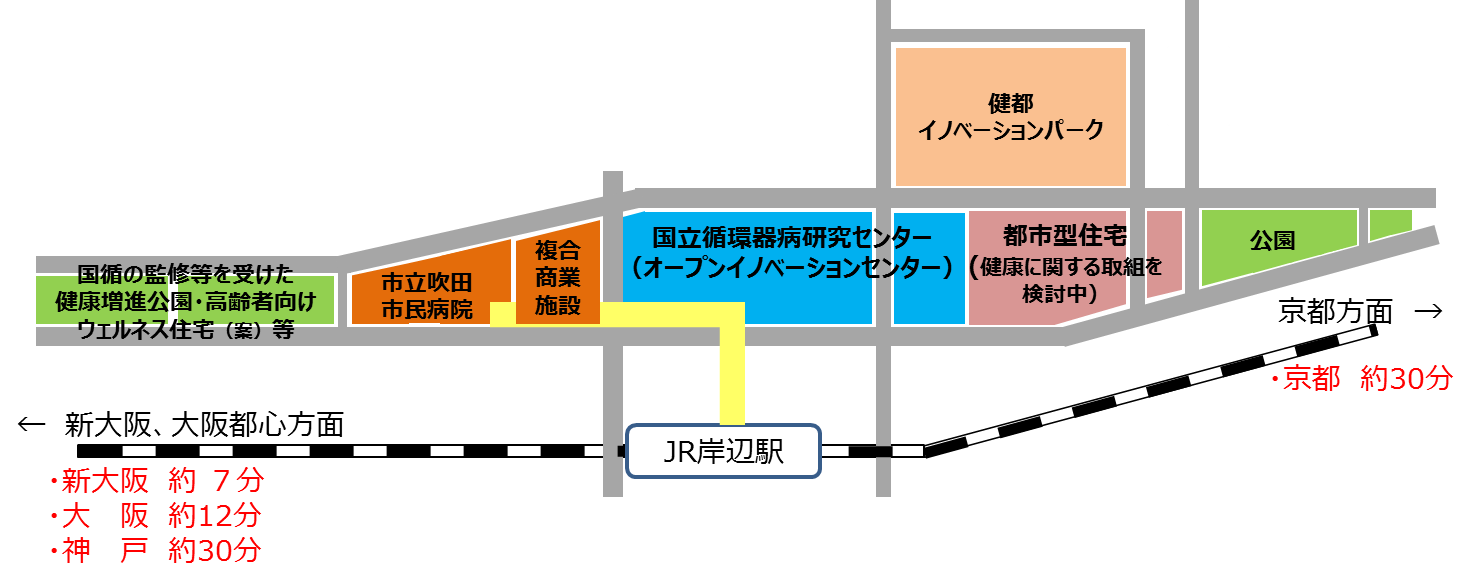 健都
イノベーションパーク
国立循環器病研究センター
（オープンイノベーションセンター）
都市型住宅
（健康に関する取組を
検討中）
公園
複合
商業
施設
市立吹田
市民病院
国循の監修等を受けた
健康増進公園・高齢者向け
ウェルネス住宅（案）等
京都方面　→
・京都　約30分
←　新大阪、大阪都心方面
JR岸辺駅
・新大阪　約　７分
・大　阪　約12分
・神　戸　約30分